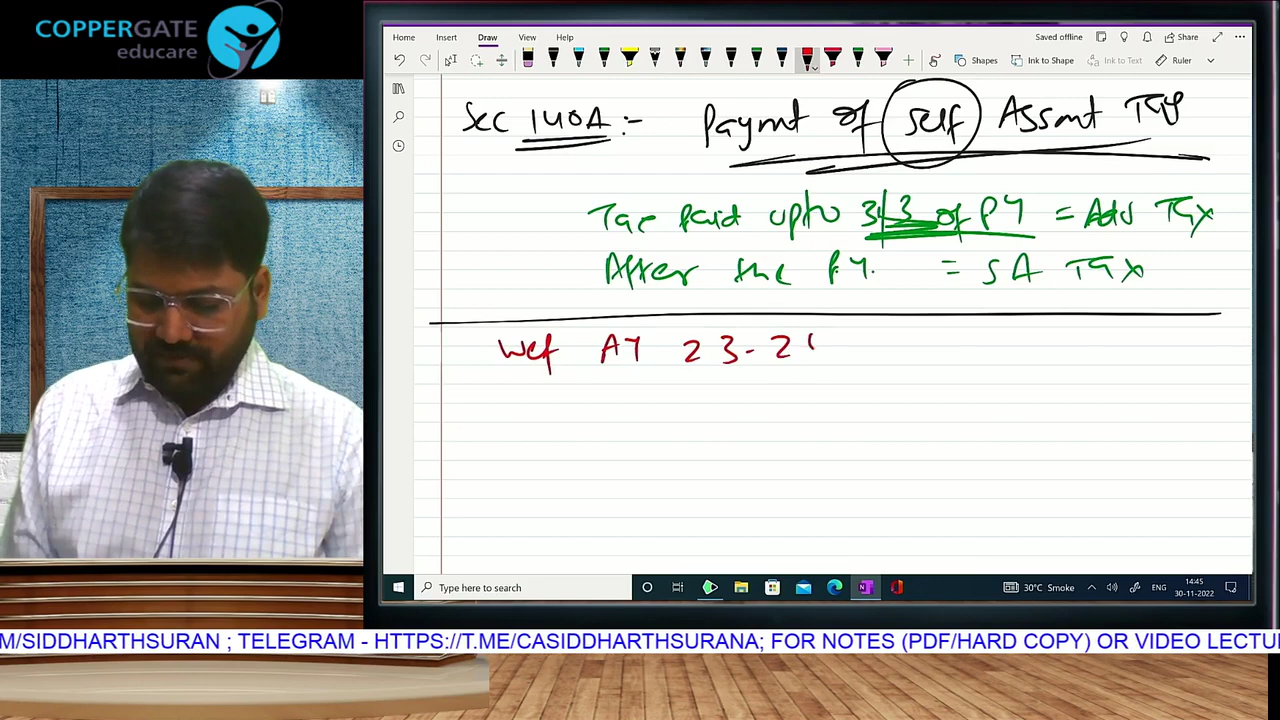 COPPERGATE
educare
Home Insert Draw View Help
Saved offline Share
Shapes Ink to Shape Ink to Text Ruler
Sec 140A :- Paymt of self Assmt Tax
Tax Paid upto 31/3 of PY = Adv Tax
After the P.Y. = SA Tax
Wef AY 23-2
Type here to search
30°C Smoke ENG 14:45
30-11-2022
M/SIDDHARTHSURAN ; TELEGRAM - HTTPS://T.ME/CASIDDHARTHSURANA; FOR NOTES (PDF/HARD COPY) OR VIDEO LECTU